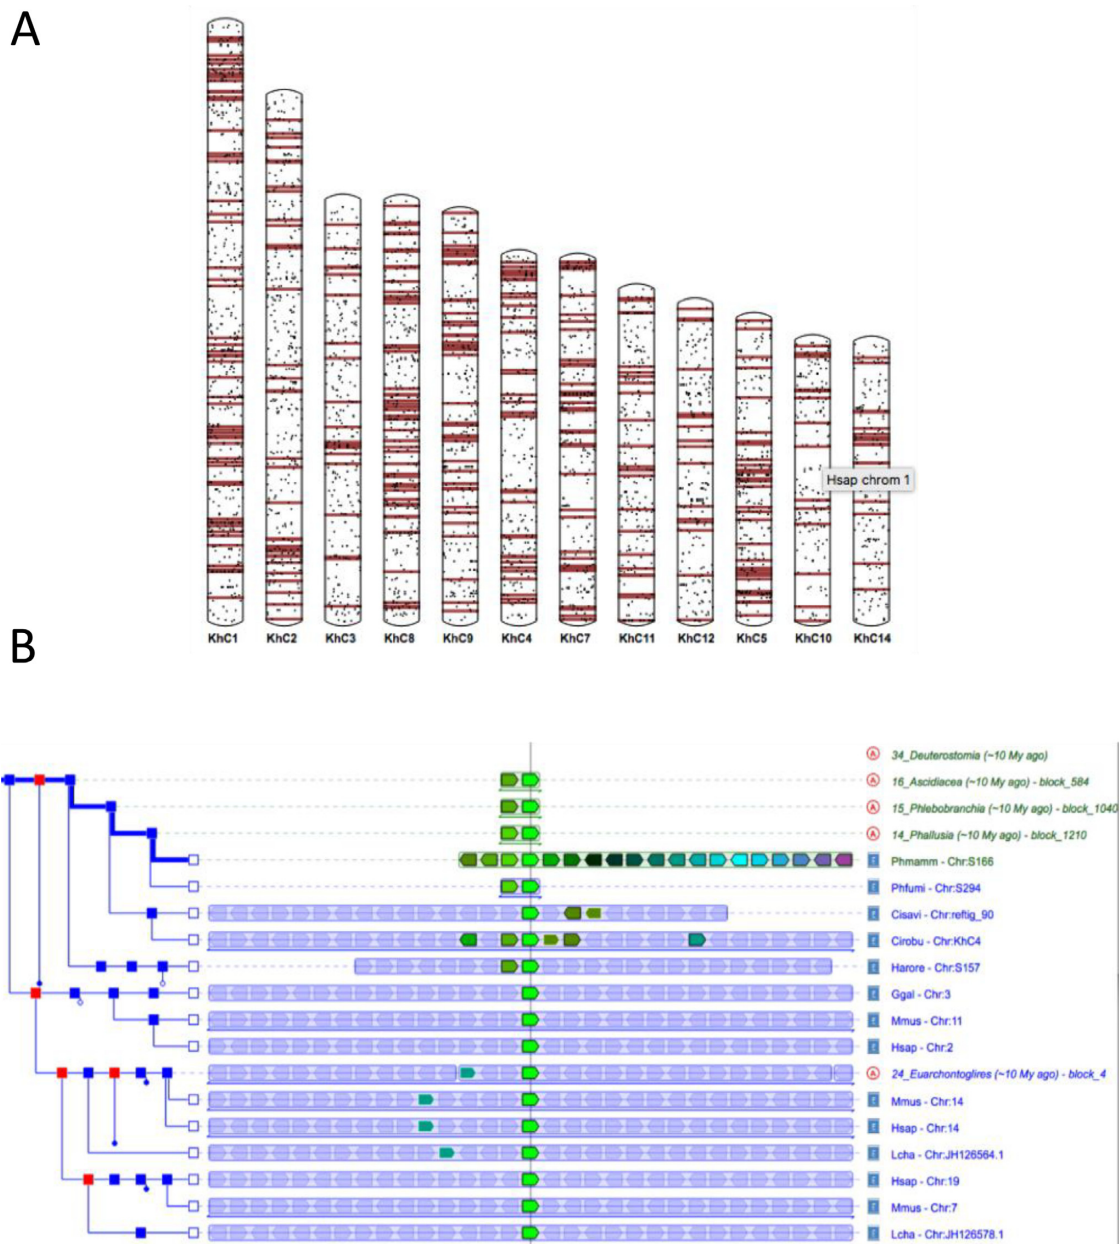 A
Hsap chrom 1
KhC1 KhC2 KhC3 KhC8 KhC9 KhC4 KhC7 KhC11 KhC12 KhC5 KhC10 KhC14
B
A 34_Deuterostomia (~10 My ago)
A 16_Ascidiacea (~10 My ago) - block_584
A 15_Phlebobranchia (~10 My ago) - block_1040
A 14_Phallusia (~10 My ago) - block_1210
Phmamm - Chr:S166
Phfumi - Chr:S294
Cisavi - Chr:reftig_90
Cirobu - Chr:KhC4
Harore - Chr:S157
Ggal - Chr:3
Mmus - Chr:11
Hsap - Chr:2
A 24_Euarchontoglires (~10 My ago) - block_4
Mmus - Chr:14
Hsap - Chr:14
Lcha - Chr:JH126564.1
Hsap - Chr:19
Mmus - Chr:7
Lcha - Chr:JH126578.1